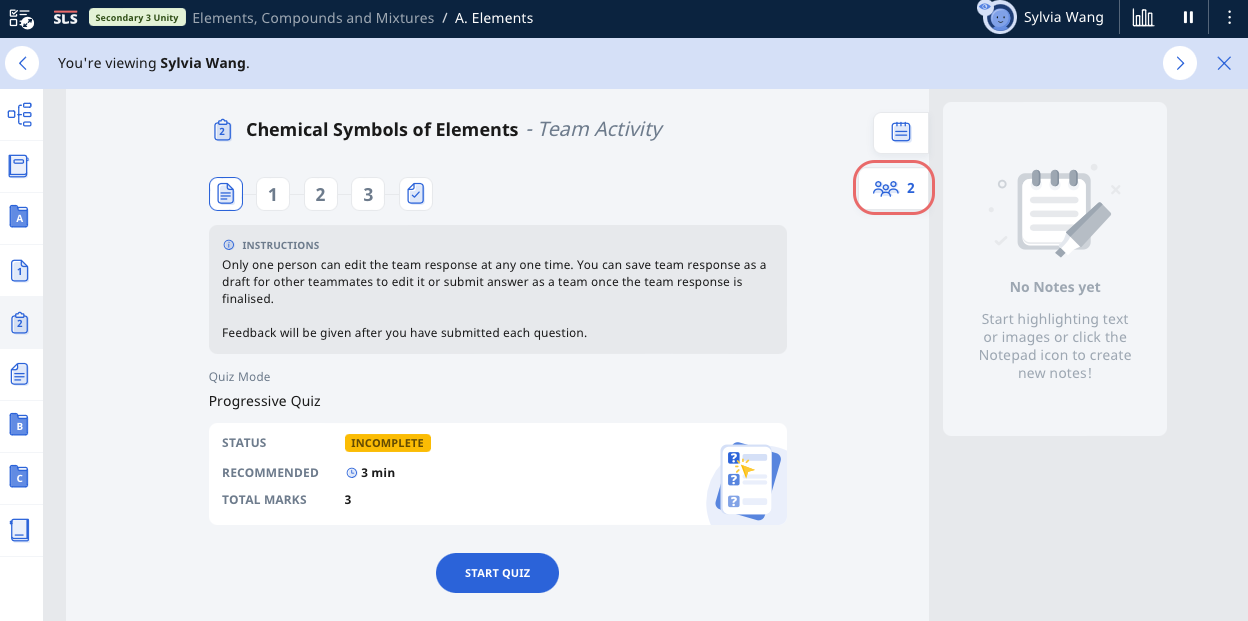 SLS Secondary 3 Unity Elements, Compounds and Mixtures / A. Elements Sylvia Wang
You're viewing Sylvia Wang.
2 Chemical Symbols of Elements - Team Activity
1 2 3
2
INSTRUCTIONS
Only one person can edit the team response at any one time. You can save team response as a
draft for other teammates to edit it or submit answer as a team once the team response is
finalised.
Feedback will be given after you have submitted each question.
Quiz Mode
Progressive Quiz
STATUS INCOMPLETE
RECOMMENDED 3 min
TOTAL MARKS 3
?
?
?
START QUIZ
A
1
2
B
C
No Notes yet
Start highlighting text
or images or click the
Notepad icon to create
new notes!